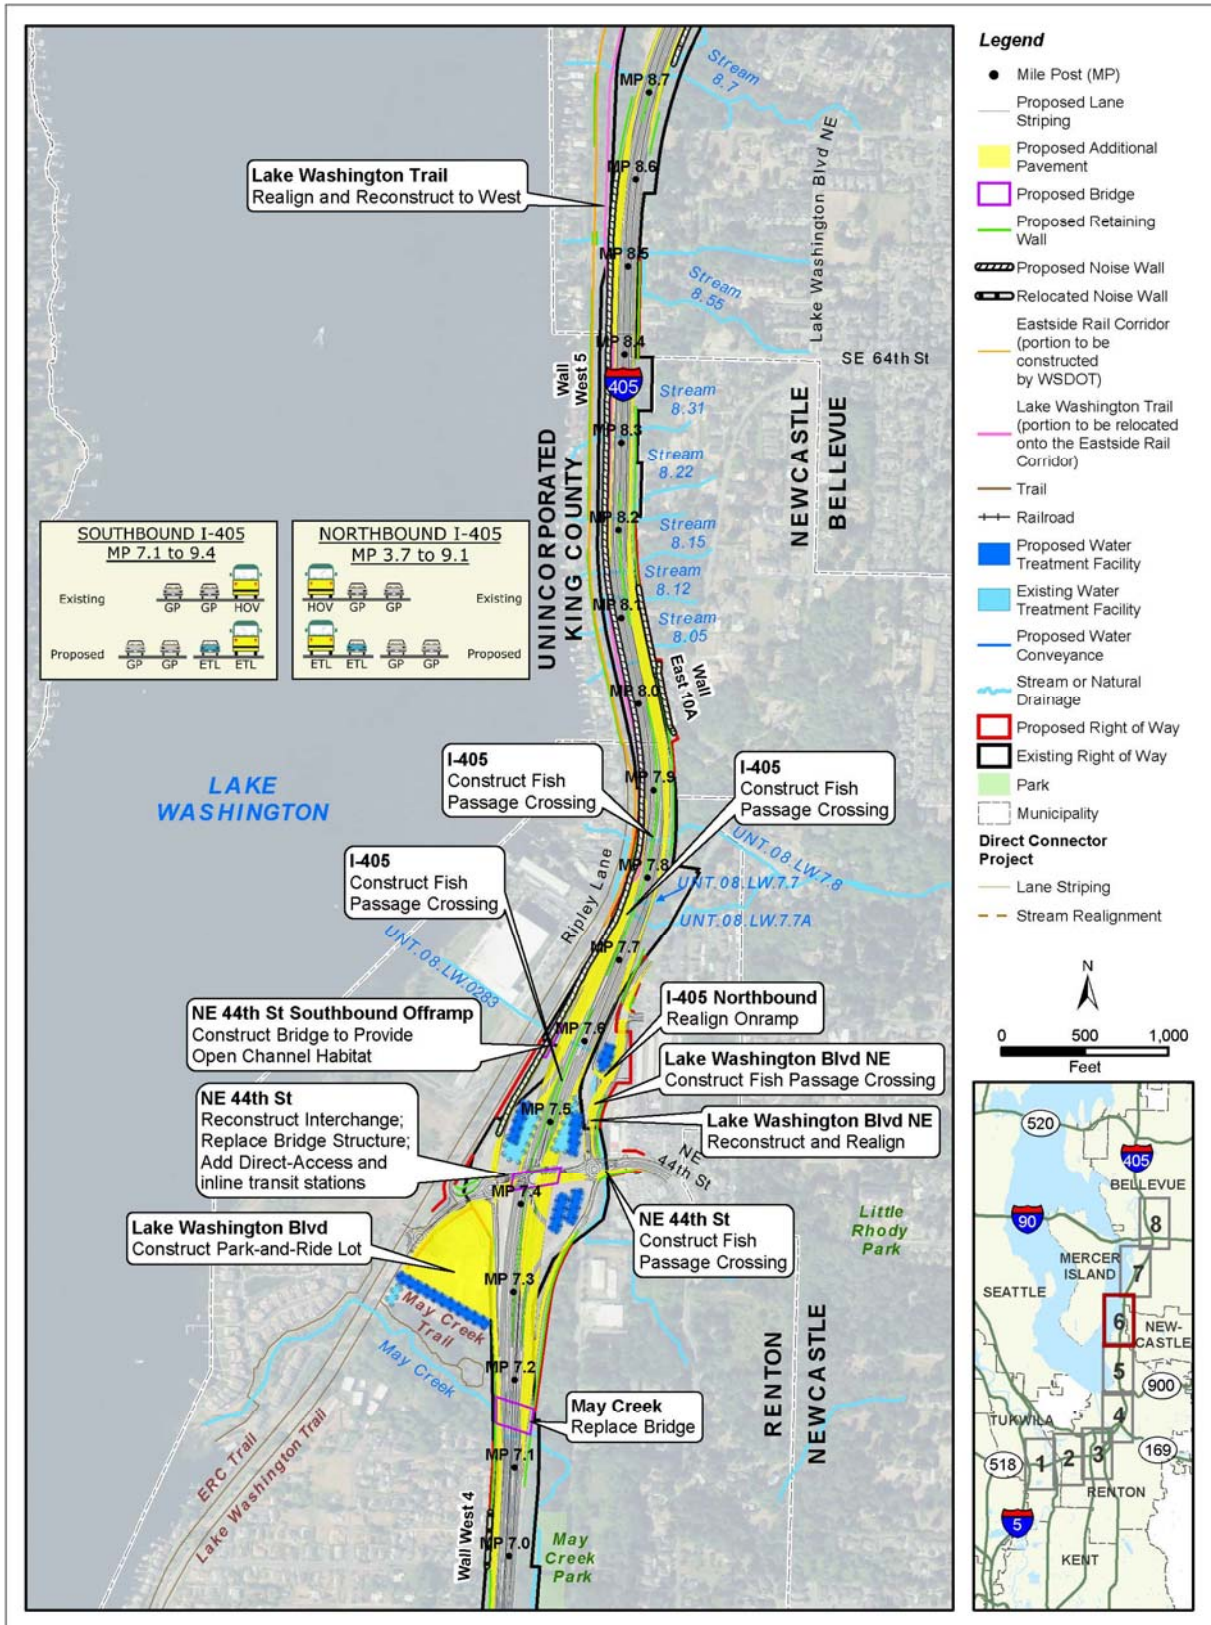 Stream
8.7
MP 8.7
Lake Washington Blvd NE
Lake Washington Trail
Realign and Reconstruct to West
MP 8.6
MP 8.5
Stream
8.55
MP 8.4
SE 64th St
Wall
West 5
405
Stream
8.31
MP 8.3
Stream
8.22
NEWCASTLE
BELLEVUE
UNINCORPORATED
KING COUNTY
MP 8.2
Stream
8.15
SOUTHBOUND I-405
MP 7.1 to 9.4
Existing
GP GP HOV
Proposed
GP GP ETL ETL
NORTHBOUND I-405
MP 3.7 to 9.1
HOV GP GP
Existing
ETL ETL GP GP
Proposed
Stream
8.12
MP 8.1
Stream
8.05
Wall
East 10A
MP 8.0
I-405
Construct Fish
Passage Crossing
I-405
Construct Fish
Passage Crossing
MP 7.9
LAKE
WASHINGTON
UNT.08.LW.7.8
I-405
Construct Fish
Passage Crossing
Ripley Lane
MP 7.8
UNT.08.LW.7.7
UNT.08.LW.7.7A
MP 7.7
UNT.08.LW.0283
NE 44th St Southbound Offramp
Construct Bridge to Provide
Open Channel Habitat
I-405 Northbound
Realign Onramp
MP 7.6
Lake Washington Blvd NE
Construct Fish Passage Crossing
NE 44th St
Reconstruct Interchange;
Replace Bridge Structure;
Add Direct-Access and
inline transit stations
MP 7.5
Lake Washington Blvd NE
Reconstruct and Realign
NE
44th St
MP 7.4
Lake Washington Blvd
Construct Park-and-Ride Lot
NE 44th St
Construct Fish
Passage Crossing
Little
Rhody
Park
MP 7.3
May Creek
Trail
May Creek
MP 7.2
RENTON
NEWCASTLE
May Creek
Replace Bridge
MP 7.1
ERC Trail
Lake Washington Trail
Wall West 4
MP 7.0
May
Creek
Park
Legend
Mile Post (MP)
Proposed Lane
Striping
Proposed Additional
Pavement
Proposed Bridge
Proposed Retaining
Wall
Proposed Noise Wall
Relocated Noise Wall
Eastside Rail Corridor
(portion to be
constructed
by WSDOT)
Lake Washington Trail
(portion to be relocated
onto the Eastside Rail
Corridor)
Trail
Railroad
Proposed Water
Treatment Facility
Existing Water
Treatment Facility
Proposed Water
Conveyance
Stream or Natural
Drainage
Proposed Right of Way
Existing Right of Way
Park
Municipality
Direct Connector
Project
Lane Striping
Stream Realignment
N
0 500 1,000
Feet
520
405
BELLEVUE
90
8
MERCER
ISLAND
7
SEATTLE
6
NEW-
CASTLE
5
900
4
TUKWILA
169
518
1
2
3
RENTON
5
KENT